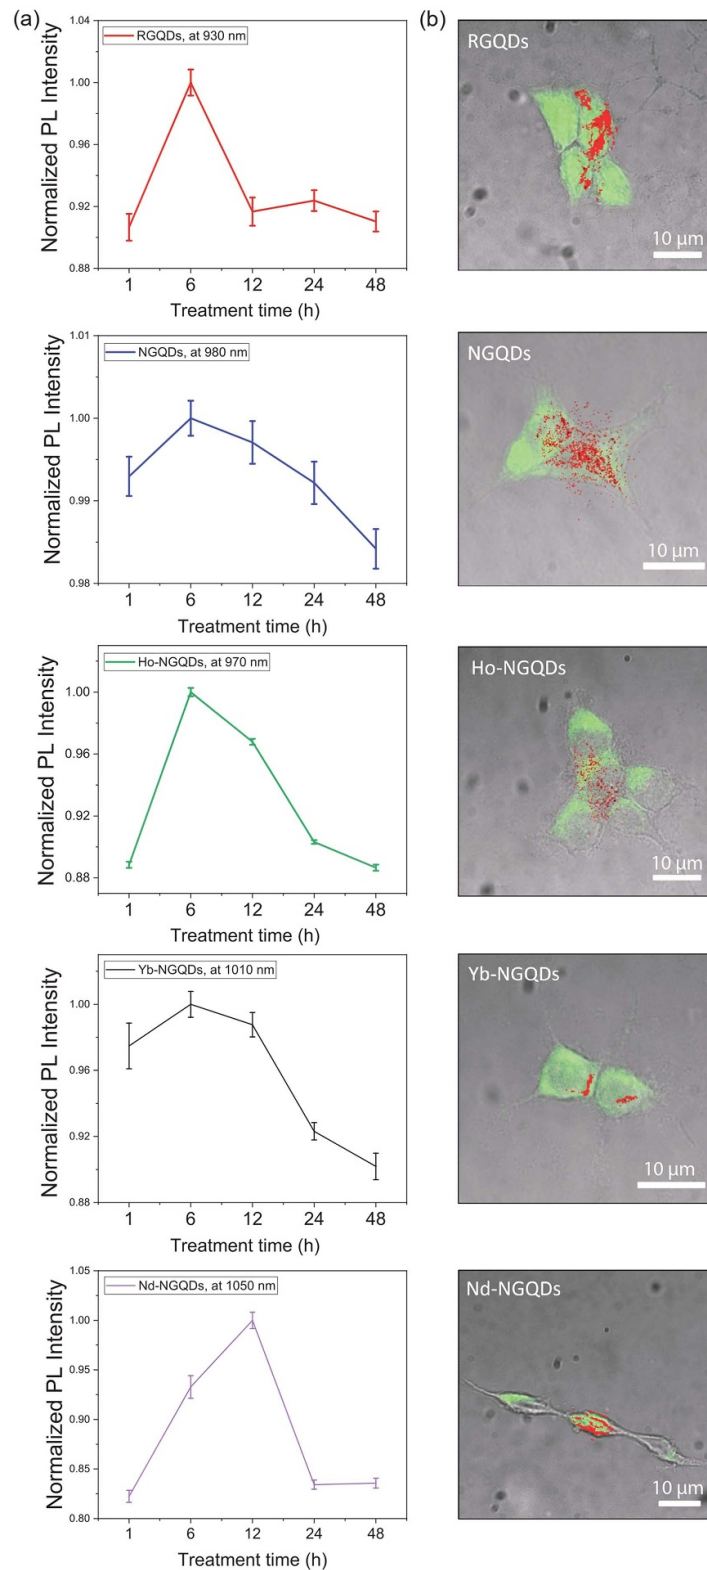 (a)
Normalized PL Intensity
1.04
1.00
0.96
0.92
0.88
RGQDs, at 930 nm
1 6 12 24 48
Treatment time (h)
(b)
RGQDs
10 µm
Normalized PL Intensity
1.01
1.00
0.99
0.98
NGQDs, at 980 nm
1 6 12 24 48
Treatment time (h)
NGQDs
10 µm
Normalized PL Intensity
1.00
0.96
0.92
0.88
Ho-NGQDs, at 970 nm
1 6 12 24 48
Treatment time (h)
Ho-NGQDs
10 µm
Normalized PL Intensity
1.00
0.96
0.92
0.88
Yb-NGQDs, at 1010 nm
1 6 12 24 48
Treatment time (h)
Yb-NGQDs
10 µm
Normalized PL Intensity
1.05
1.00
0.95
0.90
0.85
0.80
Nd-NGQDs, at 1050 nm
1 6 12 24 48
Treatment time (h)
Nd-NGQDs
10 µm